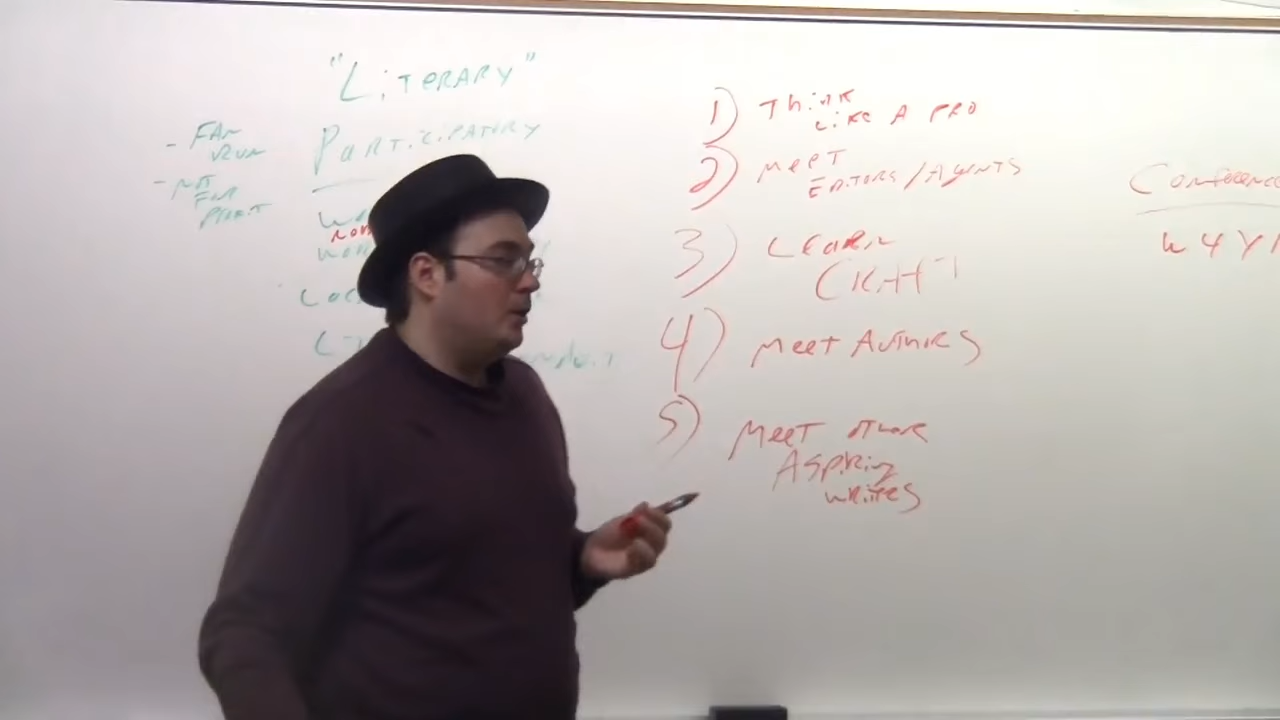 "LITERARY"
PARTICIPATORY
- FAN
RUN
- NOT
FOR
PROFIT
1) THINK
LIKE A PRO
2) MEET
EDITORS/AGENTS
3) LEARN
CRAFT
4) MEET AUTHORS
5) MEET OTHER
ASPIRING
WRITERS
CONFERENCE